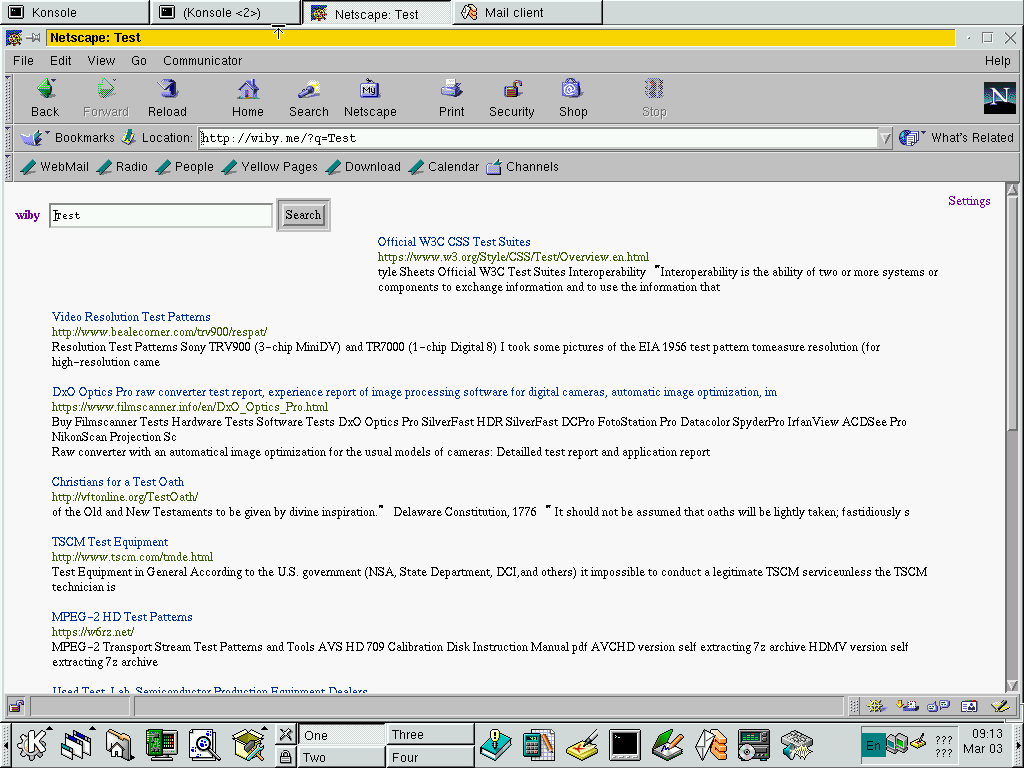 Konsole (Konsole <2>) Netscape: Test Mail client
Netscape: Test
File Edit View Go Communicator Help
Back Forward Reload Home Search Netscape Print Security Shop Stop
My
N
Bookmarks Location: http://wiby.me/?q=Test What's Related
WebMail Radio People Yellow Pages Download Calendar Channels
Settings
wiby Test Search
Official W3C CSS Test Suites
https://www.w3.org/Style/CSS/Test/Overview.en.html
tyle Sheets Official W3C Test Suites Interoperability "Interoperability is the ability of two or more systems or
components to exchange information and to use the information that
Video Resolution Test Patterns
http://www.bealecorner.com/trv900/respat/
Resolution Test Patterns Sony TRV900 (3-chip MiniDV) and TR7000 (1-chip Digital 8) I took some pictures of the EIA 1956 test pattern tomeasure resolution (for
high-resolution came
DxO Optics Pro raw converter test report, experience report of image processing software for digital cameras, automatic image optimization, im
https://www.filmscanner.info/en/DxO_Optics_Pro.html
Buy Filmscanner Tests Hardware Tests Software Tests DxO Optics Pro SilverFast HDR SilverFast DCPro FotoStation Pro Datacolor SpyderPro IrfanView ACDSee Pro
NikonScan Projection Sc
Raw converter with an automatical image optimization for the usual models of cameras: Detailled test report and application report
Christians for a Test Oath
http://vftonline.org/TestOath/
of the Old and New Testaments to be given by divine inspiration." Delaware Constitution, 1776 " It should not be assumed that oaths will be lightly taken; fastidiously s
TSCM Test Equipment
http://www.tscm.com/tmde.html
Test Equipment in General According to the U.S. government (NSA, State Department, DCI,and others) it impossible to conduct a legitimate TSCM serviceunless the TSCM
technician is
MPEG-2 HD Test Patterns
https://w6rz.net/
MPEG-2 Transport Stream Test Patterns and Tools AVS HD 709 Calibration Disk Instruction Manual pdf AVCHD version self extracting 7z archive HDMV version self
extracting 7z archive
Used Test, Lab, Semiconductor Production Equipment Dealers
One Three
Two Four
En
???
???
09:13
Mar 03